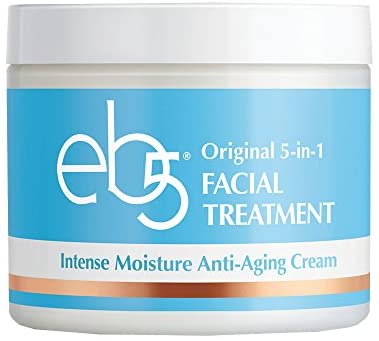 eb5® Original 5-in-1
FACIAL
TREATMENT
Intense Moisture Anti-Aging Cream